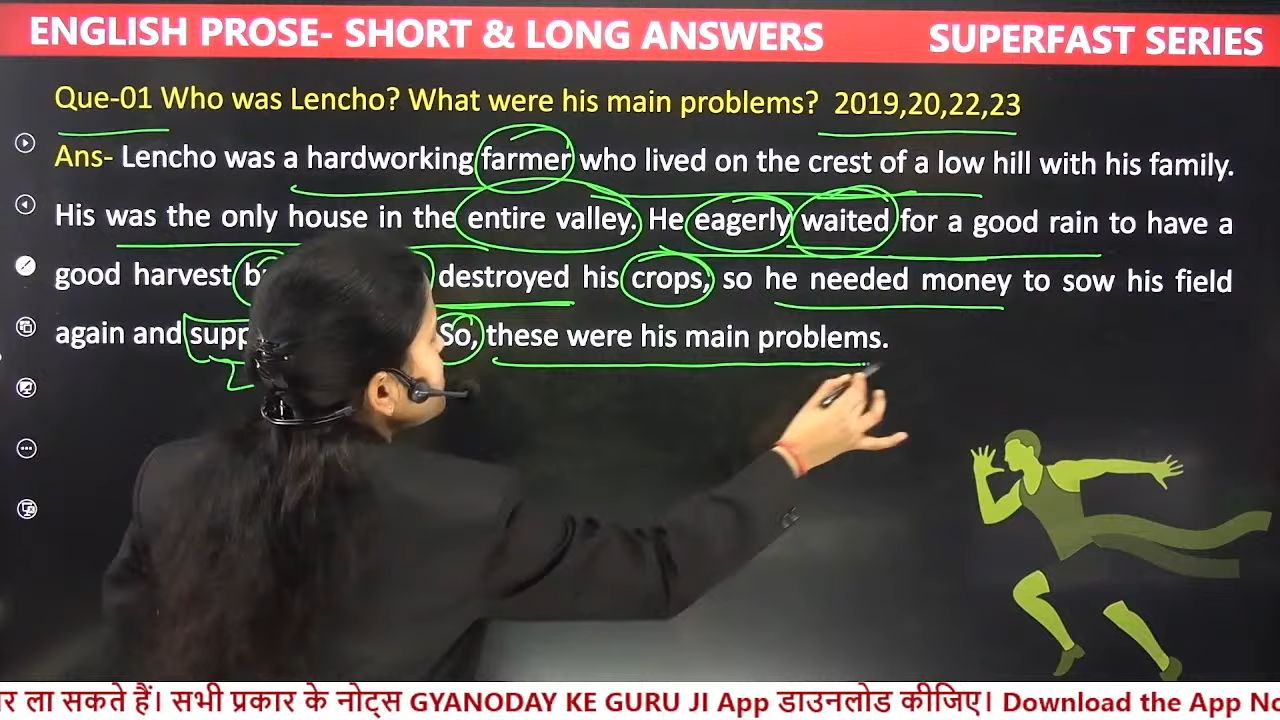 ENGLISH PROSE- SHORT & LONG ANSWERS SUPERFAST SERIES
Que-01 Who was Lencho? What were his main problems? 2019,20,22,23
Ans- Lencho was a hardworking farmer who lived on the crest of a low hill with his family.
His was the only house in the entire valley. He eagerly waited for a good rain to have a
good harvest destroyed his crops, so he needed money to sow his field
again and So, these were his main problems.
सकते हैं। सभी प्रकार के नोट्स GYANODAY KE GURU JI App डाउनलोड कीजिए। Download the App